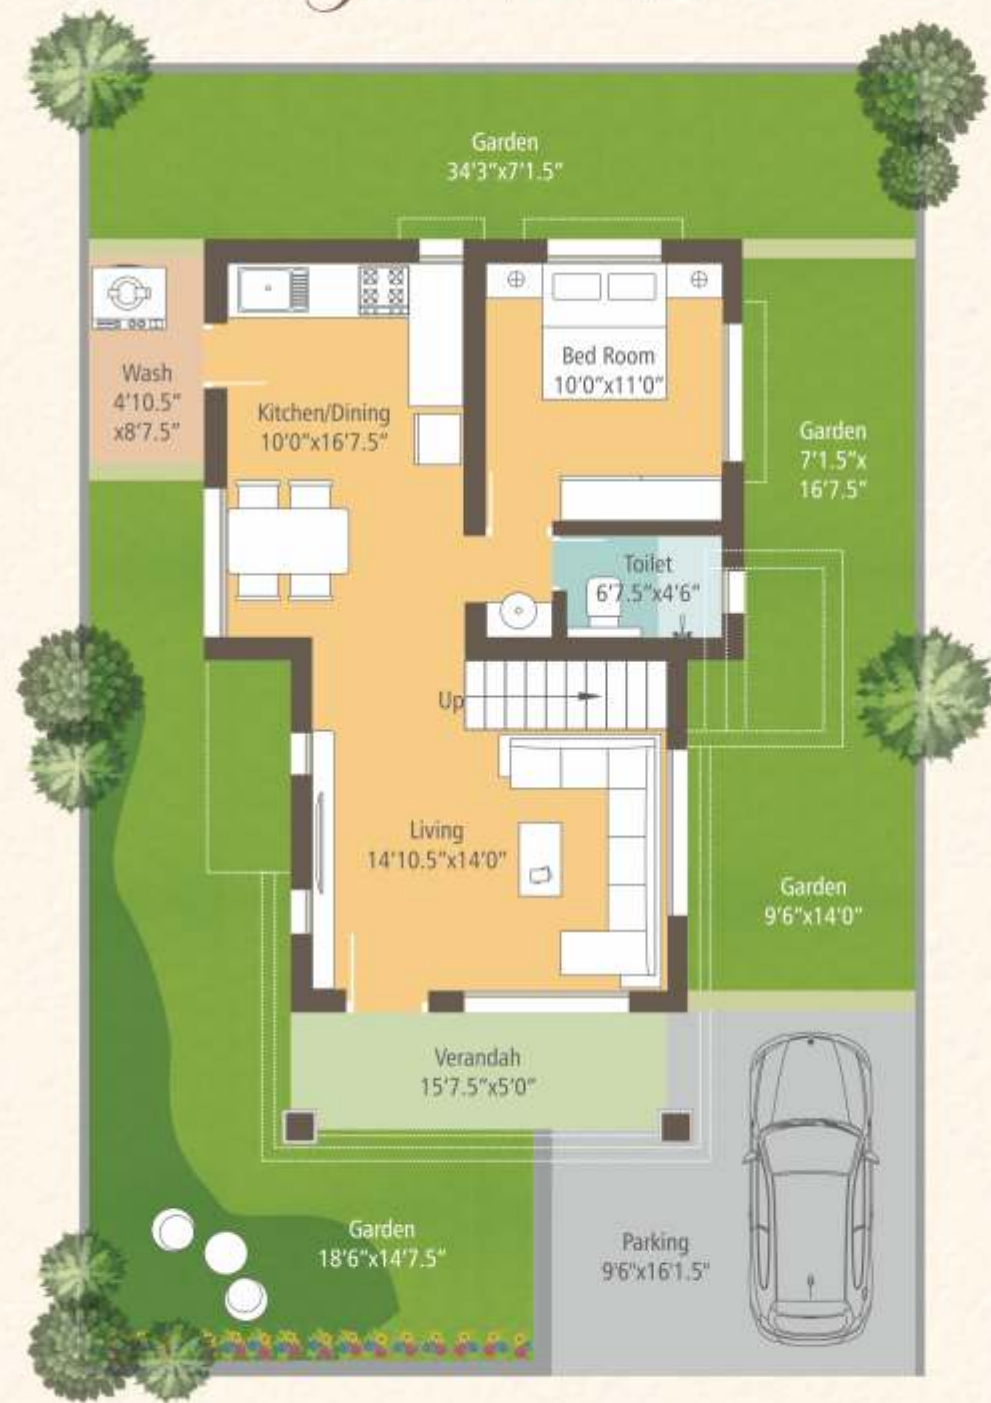 Garden
34'3"x7'1.5"
Wash
4'10.5"
x8'7.5"
Kitchen/Dining
10'0"x16'7.5"
Bed Room
10'0"x11'0"
Garden
7'1.5"x
16'7.5"
Toilet
6'7.5"x4'6"
Up
Living
14'10.5"x14'0"
Garden
9'6"x14'0"
Verandah
15'7.5"x5'0"
Garden
18'6"x14'7.5"
Parking
9'6"x16'1.5"